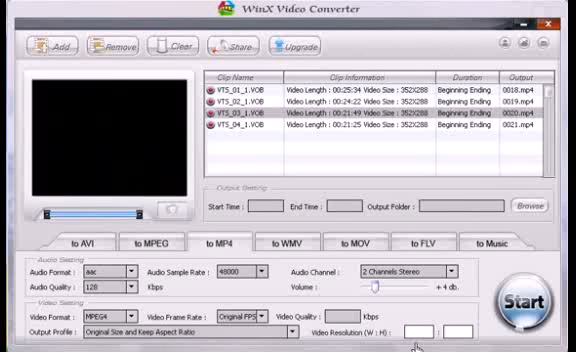 WinX Video Converter
Add Remove Clear Share Upgrade
Clip Name Clip Information Duration Output
VTS_01_1.VOB Video Length : 00:25:34 Video Size : 352X288 Beginning Ending 0018.mp4
VTS_02_1.VOB Video Length : 00:24:22 Video Size : 352X288 Beginning Ending 0019.mp4
VTS_03_1.VOB Video Length : 00:21:49 Video Size : 352X288 Beginning Ending 0020.mp4
VTS_04_1.VOB Video Length : 00:21:25 Video Size : 352X288 Beginning Ending 0021.mp4
Output Setting
Start Time : End Time : Output Folder : Browse
to AVI to MPEG to MP4 to WMV to MOV to FLV to Music
Audio Setting
Audio Format : aac Audio Sample Rate : 48000 Audio Channel : 2 Channels Stereo
Audio Quality : 128 Kbps Volume : + 4 db.
Start
Video Setting
Video Format : MPEG4 Video Frame Rate : Original FPS Video Quality : Kbps
Output Profile : Original Size and Keep Aspect Ratio Video Resolution (W : H) : :